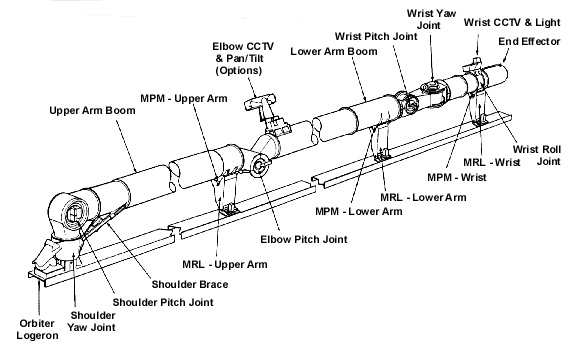 Wrist Yaw
Joint
Wrist CCTV & Light
Wrist Pitch Joint
End Effector
Elbow CCTV
& Pan/Tilt
(Options)
Lower Arm Boom
MPM - Upper Arm
Upper Arm Boom
Wrist Roll
Joint
MRL - Wrist
MPM - Wrist
MRL - Lower Arm
MPM - Lower Arm
Elbow Pitch Joint
MRL - Upper Arm
Shoulder Brace
Shoulder Pitch Joint
Shoulder
Yaw Joint
Orbiter
Logeron